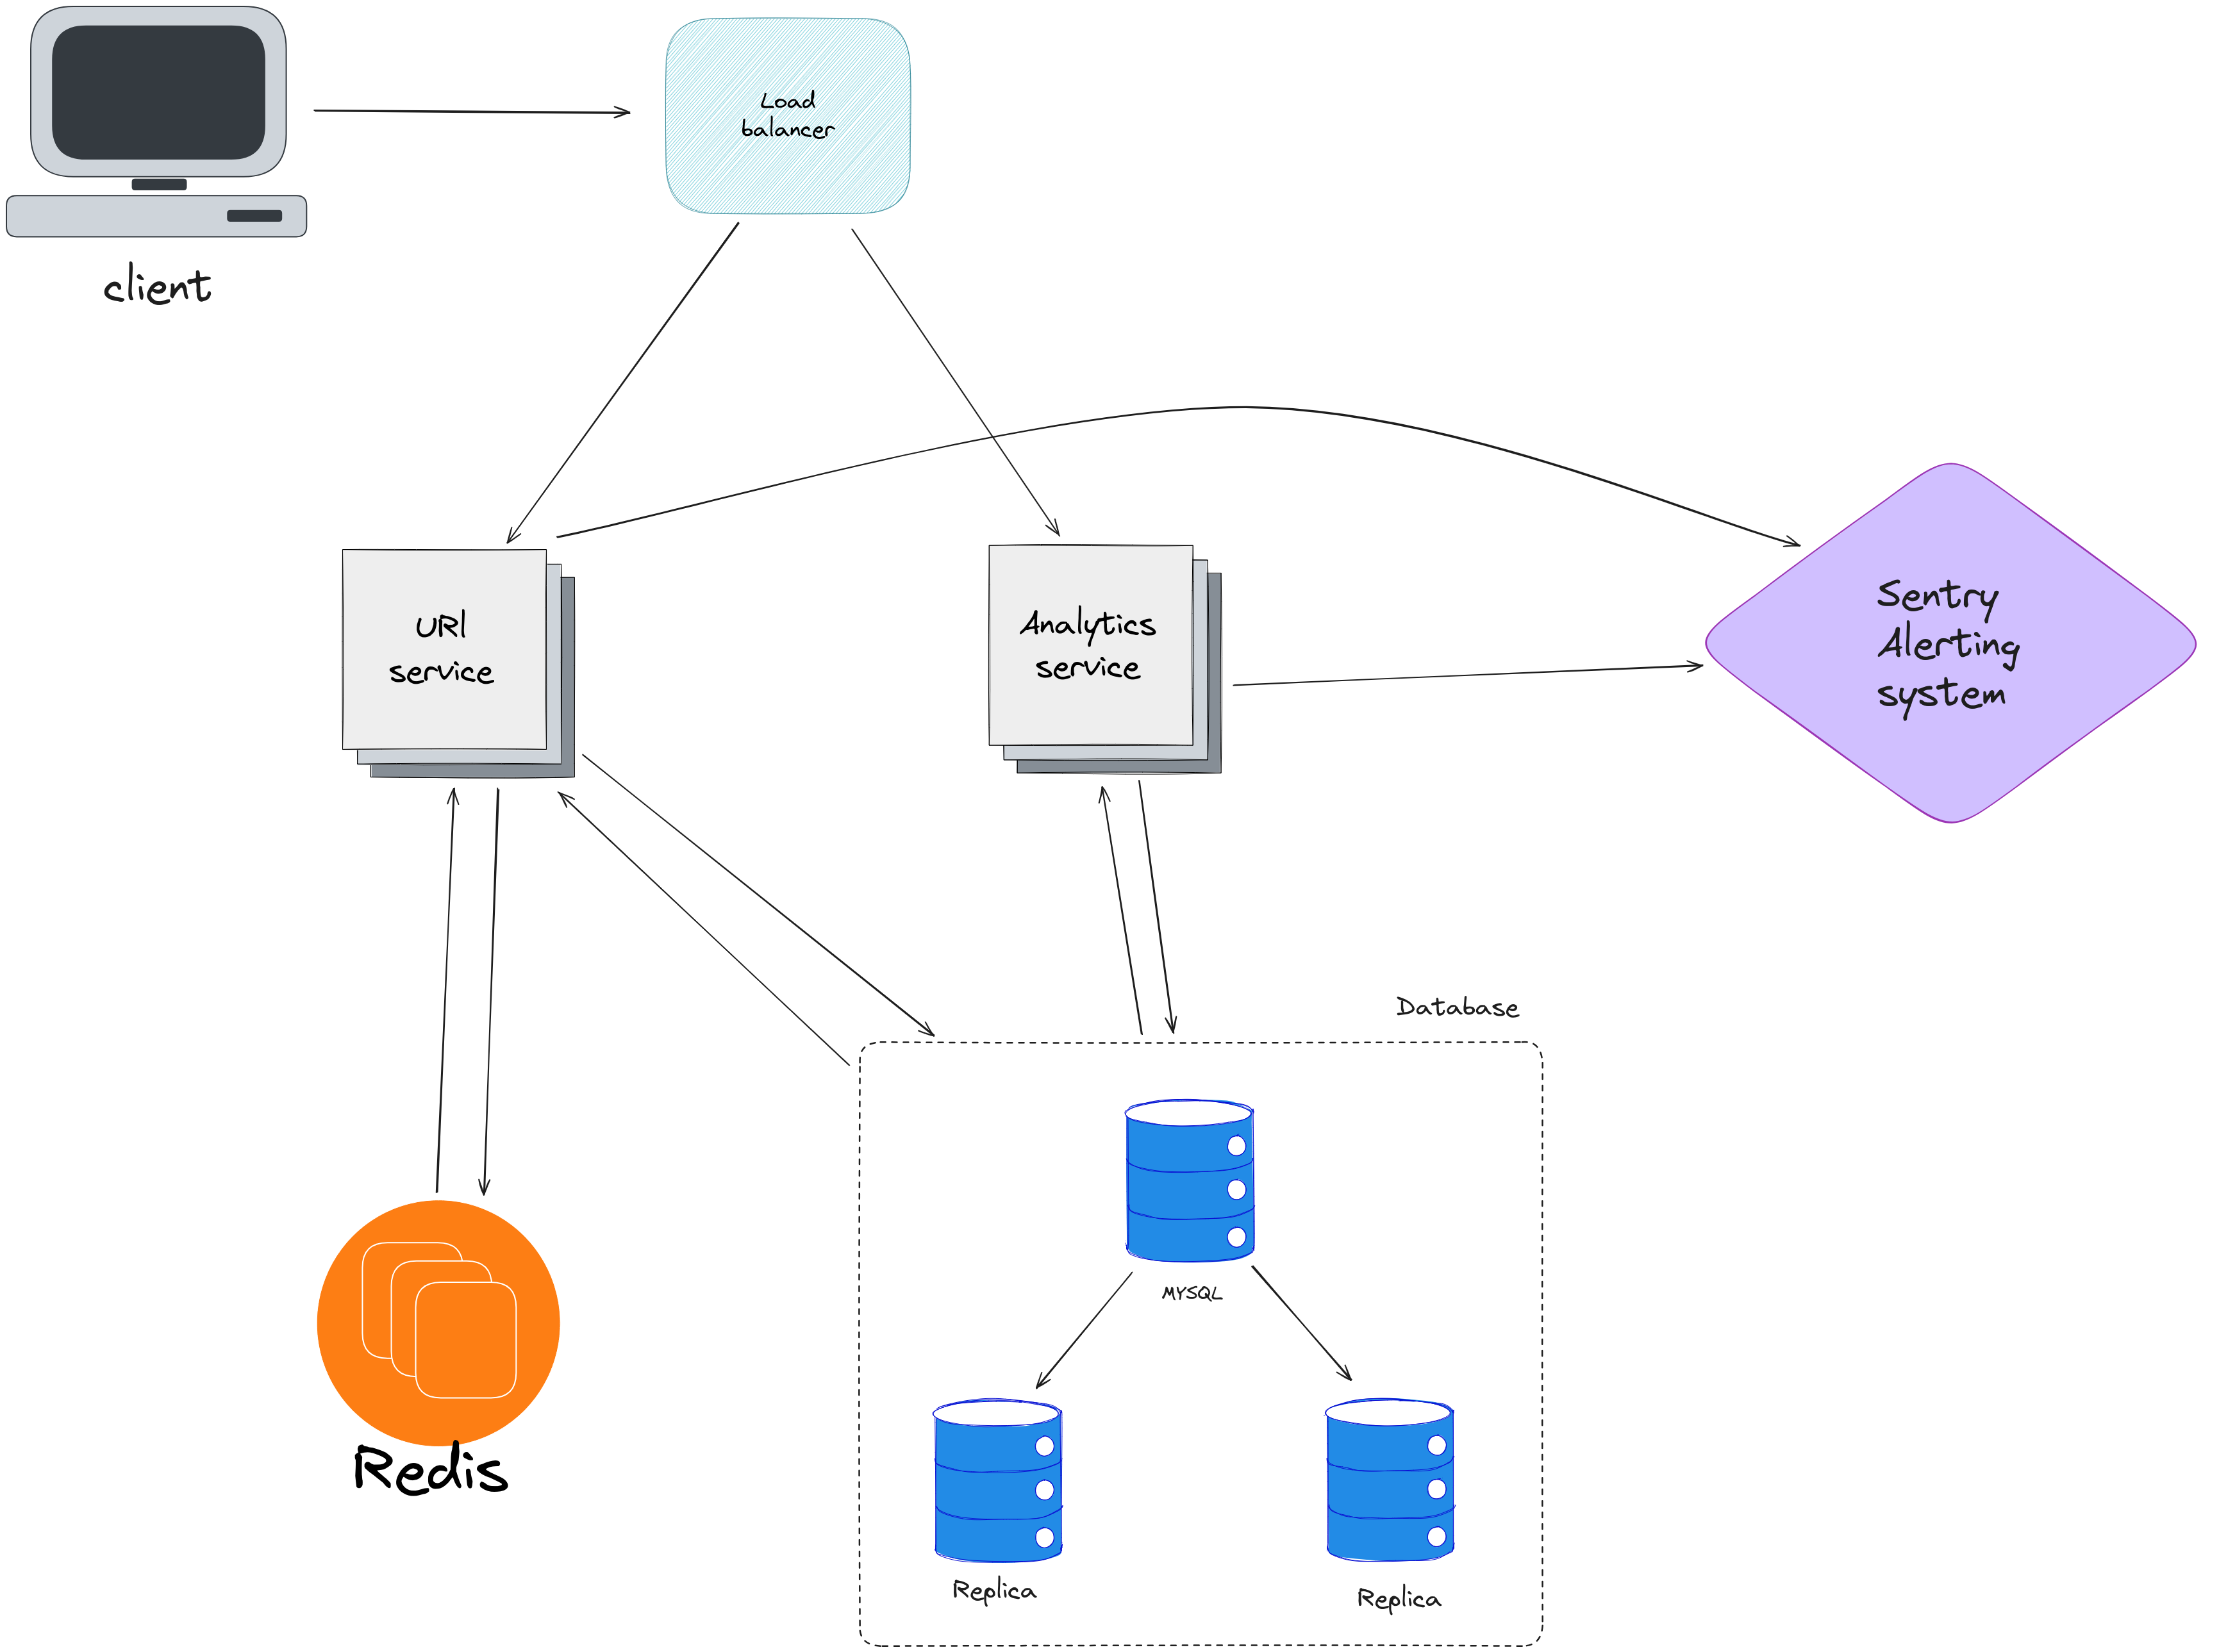 Load
balancer
client
URl
service
Analytics
service
Sentry
Alerting
system
Database
MYSQL
Redis
Replica
Replica